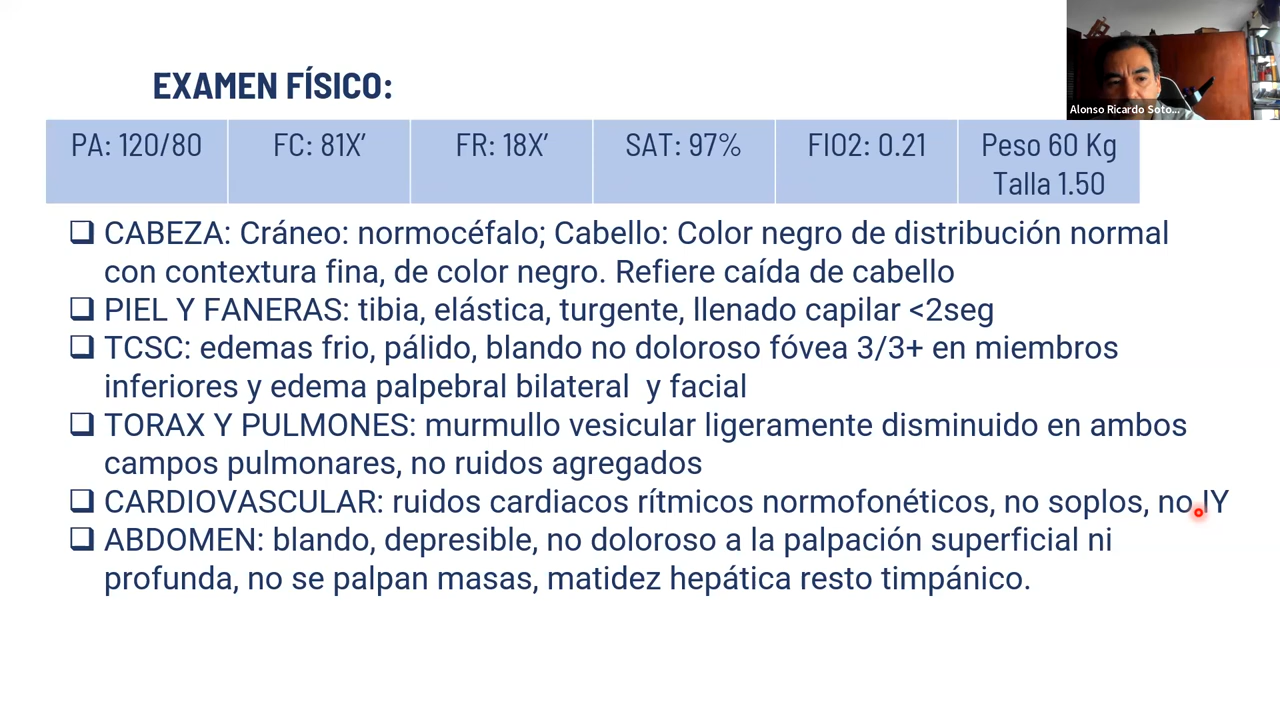 Alonso Ricardo Soto...
EXAMEN FÍSICO:
PA: 120/80 FC: 81X’ FR: 18X’ SAT: 97% FIO2: 0.21 Peso 60 Kg
Talla 1.50
❑ CABEZA: Cráneo: normocéfalo; Cabello: Color negro de distribución normal
con contextura fina, de color negro. Refiere caída de cabello
❑ PIEL Y FANERAS: tibia, elástica, turgente, llenado capilar <2seg
❑ TCSC: edemas frio, pálido, blando no doloroso fóvea 3/3+ en miembros
inferiores y edema palpebral bilateral y facial
❑ TORAX Y PULMONES: murmullo vesicular ligeramente disminuido en ambos
campos pulmonares, no ruidos agregados
❑ CARDIOVASCULAR: ruidos cardiacos rítmicos normofonéticos, no soplos, no IY
❑ ABDOMEN: blando, depresible, no doloroso a la palpación superficial ni
profunda, no se palpan masas, matidez hepática resto timpánico.